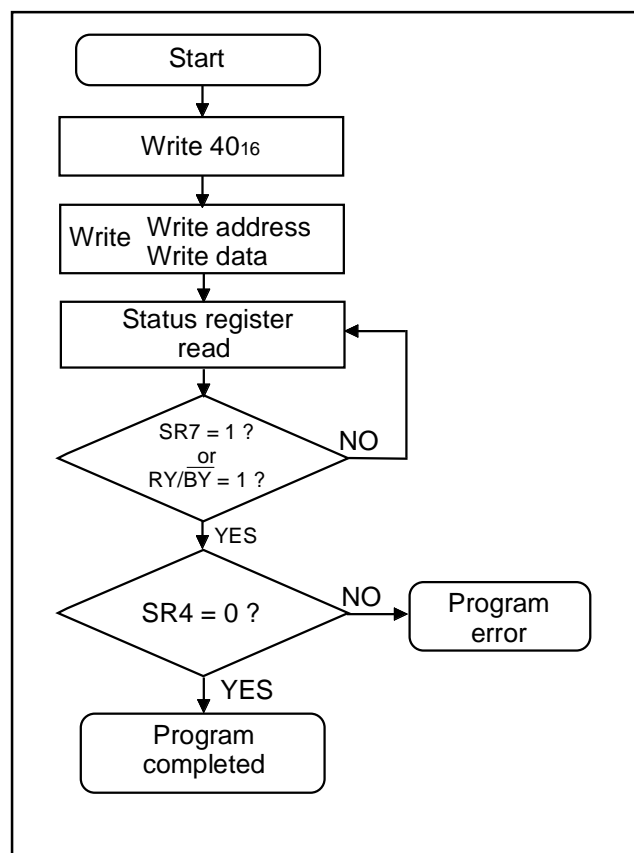 Start
Write 40₁₆
Write Write address
Write data
Status register
read
SR7 = 1 ?
or
RY/B̅Y̅ = 1 ?
NO
YES
SR4 = 0 ?
NO
Program
error
YES
Program
completed